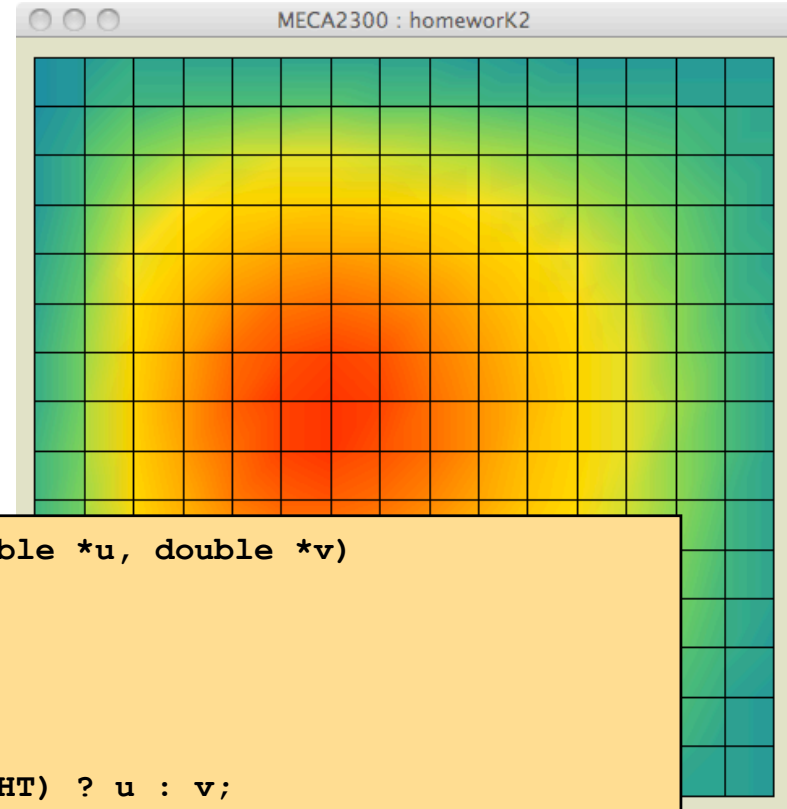 MECA2300 : homeworK2
ble *u, double *v)
HT) ? u : v;